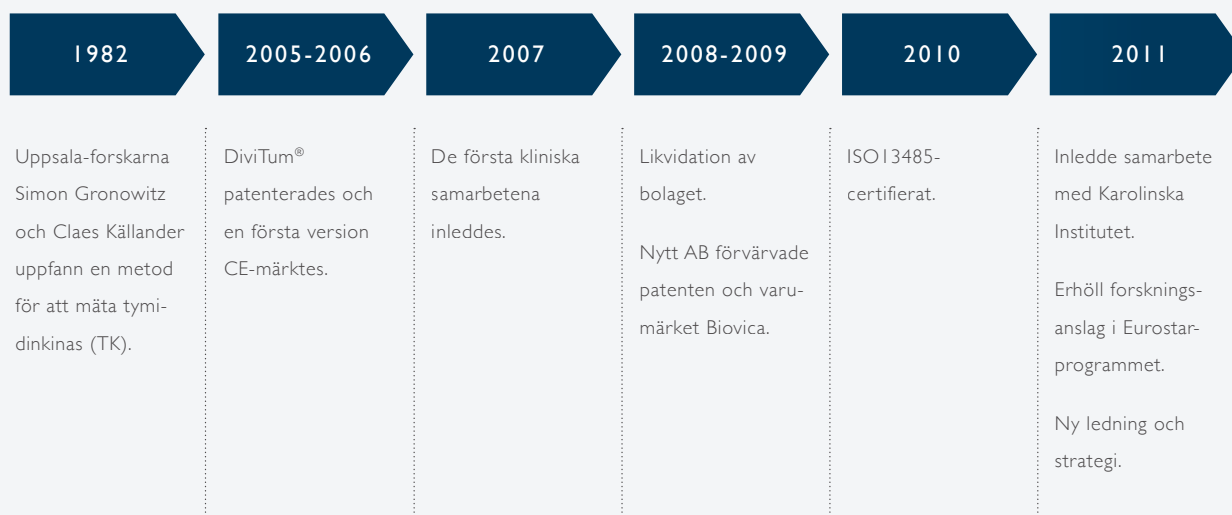 1982
Uppsala-forskarna
Simon Gronowitz
och Claes Källander
uppfann en metod
för att mäta tymi-
dinkinas (TK).
2005-2006
DiviTum®
patenterades och
en första version
CE-märktes.
2007
De första kliniska
samarbetena
inleddes.
2008-2009
Likvidation av
bolaget.
Nytt AB förvärvade
patenten och varu-
märket Biovica.
2010
ISO13485-
certifierat.
2011
Inledde samarbete
med Karolinska
Institutet.
Erhöll forsknings-
anslag i Eurostar-
programmet.
Ny ledning och
strategi.